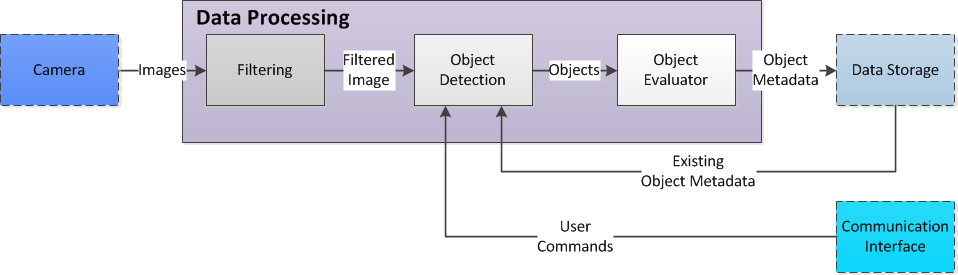 Data Processing
Camera
Images
Filtering
Filtered
Image
Object
Detection
Objects
Object
Evaluator
Object
Metadata
Data Storage
Existing
Object Metadata
User
Commands
Communication
Interface